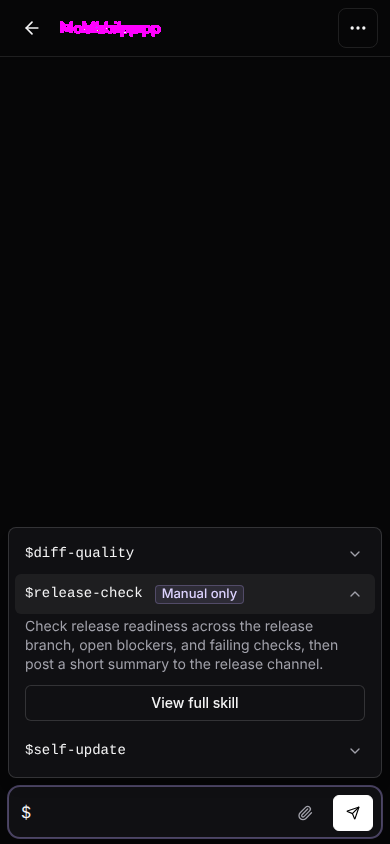 $diff-quality
$release-check Manual only
Check release readiness across the release
branch, open blockers, and failing checks, then
post a short summary to the release channel.
View full skill
$self-update
$